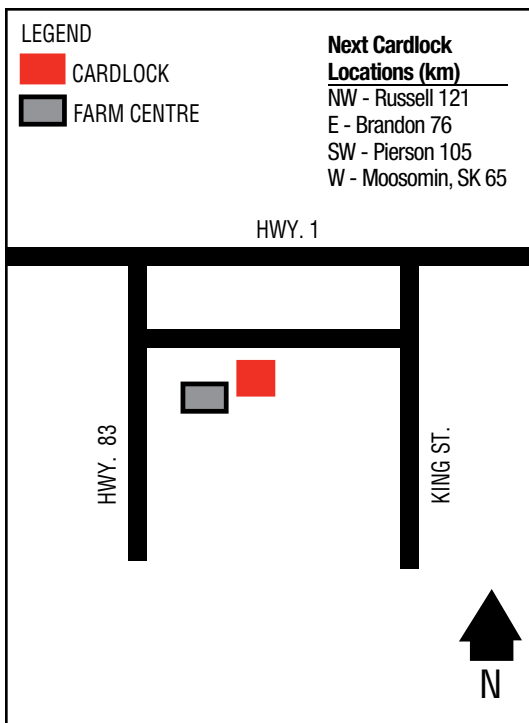 LEGEND
CARDLOCK
FARM CENTRE
Next Cardlock
Locations (km)
NW - Russell 121
E - Brandon 76
SW - Pierson 105
W - Moosomin, SK 65
HWY. 1
HWY. 83
KING ST.
N